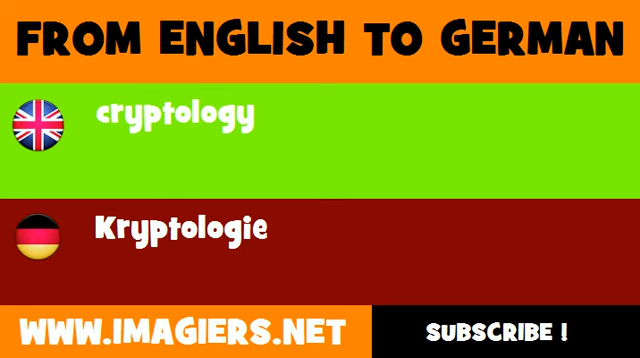 FROM ENGLISH TO GERMAN
cryptology
Kryptologie
WWW.IMAGIERS.NET
SUBSCRIBE !